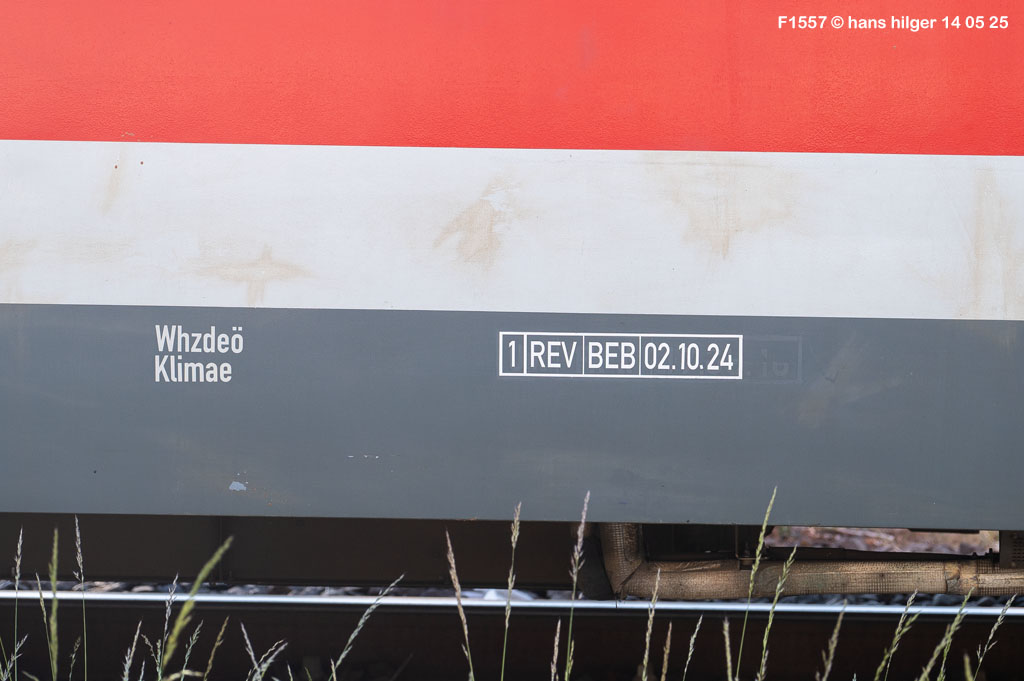 F1557 © hans hilger 14 05 25
Whzdeö
Klimae
1 REV BEB 02.10.24